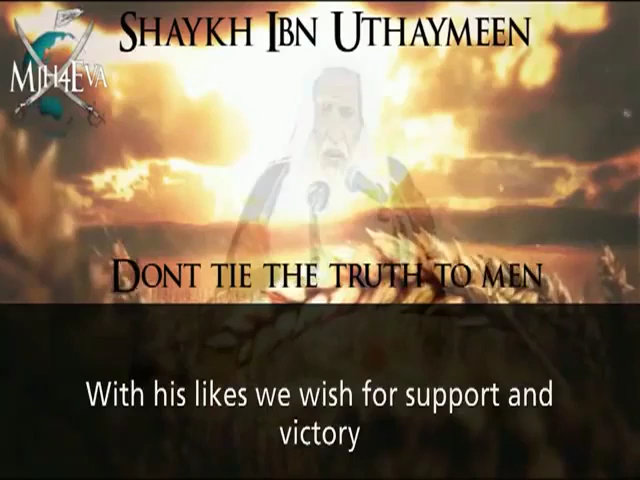 SHAYKH IBN UTHAYMEEN
MJH4EVA
DONT TIE THE TRUTH TO MEN
With his likes we wish for support and
victory